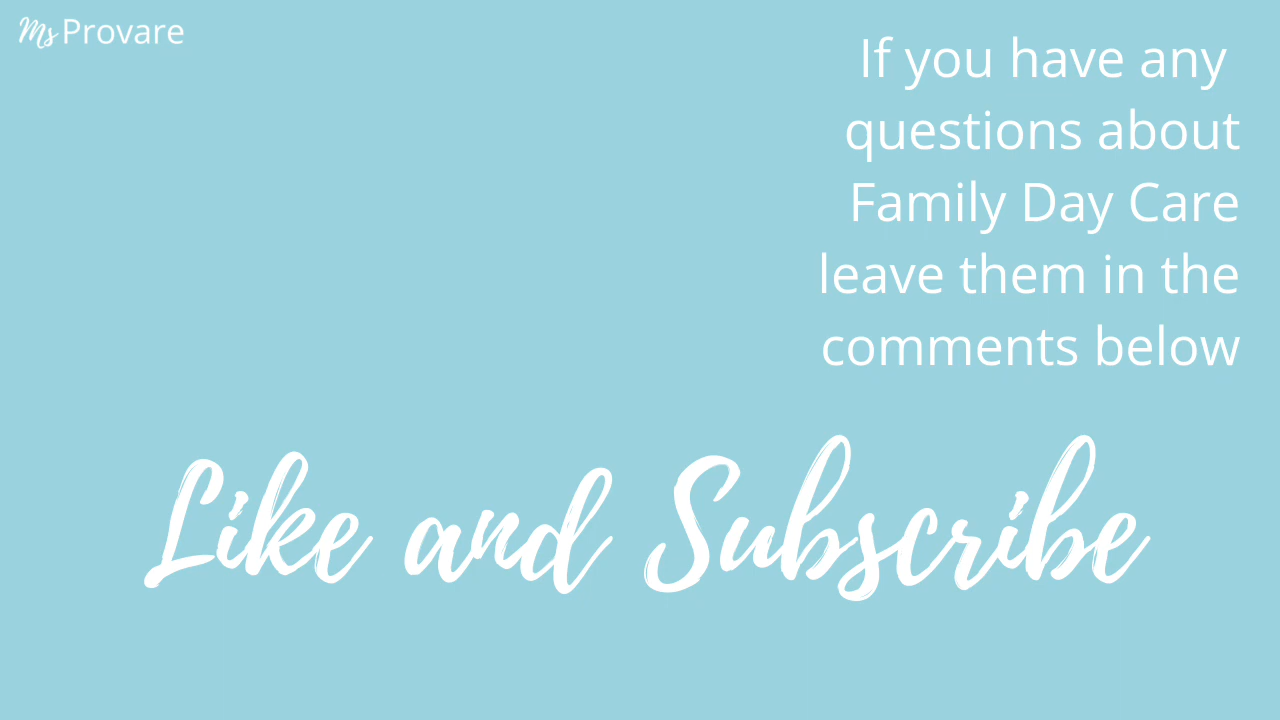 Ms Provare
If you have any
questions about
Family Day Care
leave them in the
comments below
Like and Subscribe